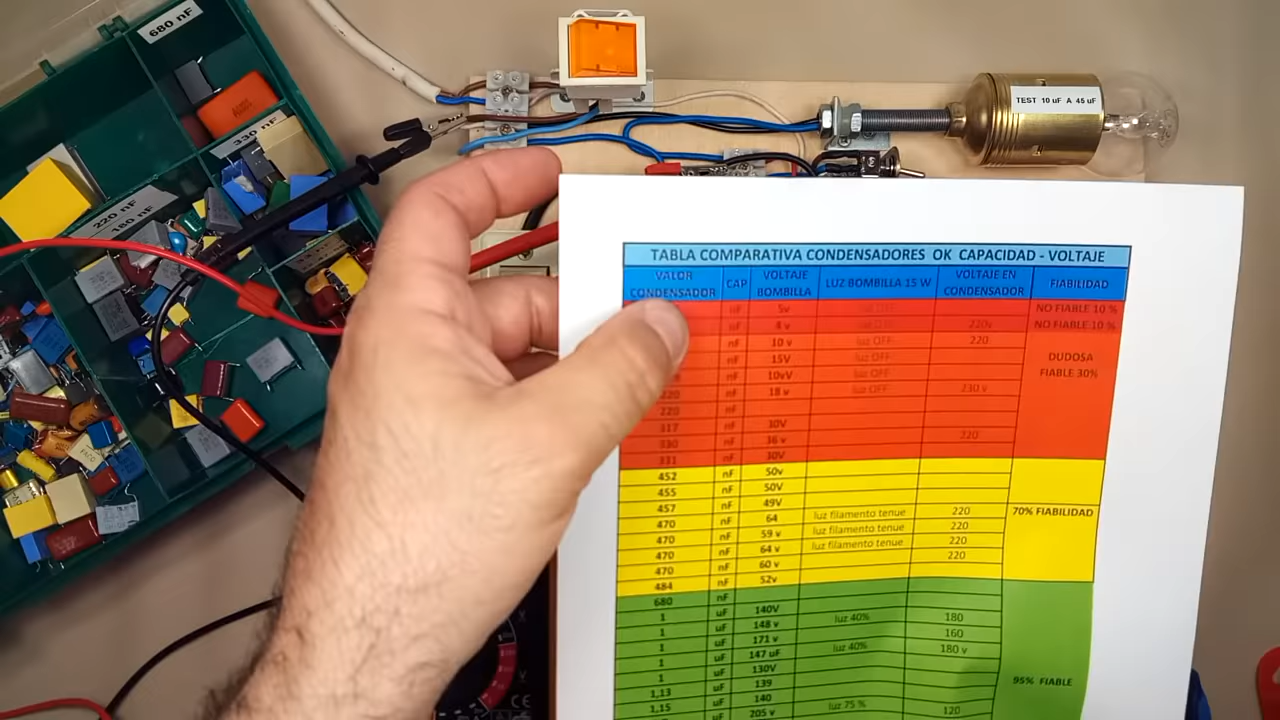 680 nF
330 nF
220 nF
150 nF
TEST 10 uF A 45 uF
TABLA COMPARATIVA CONDENSADORES OK CAPACIDAD - VOLTAJE
VALOR CONDENSADOR CAP VOLTAJE BOMBILLA LUZ BOMBILLA 15 W VOLTAJE EN CONDENSADOR FIABILIDAD
nF 5v NO FIABLE 10 %
nF 4 v 220v NO FIABLE 10 %
nF 10 v luz OFF 220
nF 15V luz OFF DUDOSA
nF 10vV luz OFF FIABLE 30%
220 nF 18 v luz OFF 230 v
220 nF
317 nF 30V
330 nF 36 v 220
331 nF 30V
452 nF 50v
455 nF 50V
457 nF 49V
470 nF 64 luz filamento tenue 220 70% FIABILIDAD
470 nF 59 v luz filamento tenue 220
470 nF 64 v luz filamento tenue 220
470 nF 60 v 220
484 nF 52v
680 nF
1 uF 140V
1 uF 148 v luz 40% 180
1 uF 171 v 160
1 uF 147 uF luz 40% 180 v
1 uF 130V
1,13 uF 139 95% FIABLE
1,15 uF 140
uF 205 v luz 75 % 120
CE